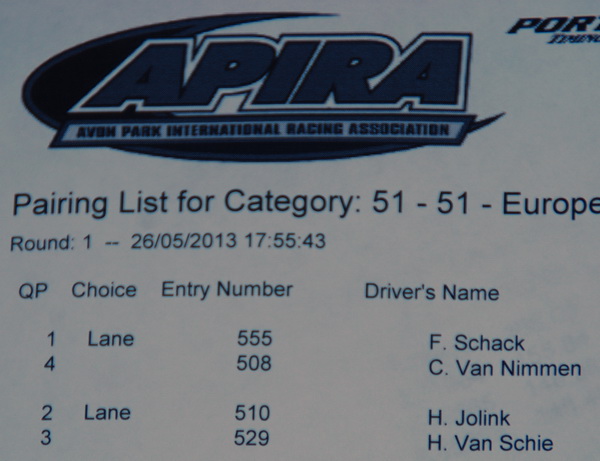 PORT
APIRA
AVON PARK INTERNATIONAL RACING ASSOCIATION
Pairing List for Category: 51 - 51 - Europe
Round: 1 -- 26/05/2013 17:55:43
QP Choice Entry Number Driver's Name
1 Lane 555 F. Schack
4 508 C. Van Nimmen
2 Lane 510 H. Jolink
3 529 H. Van Schie